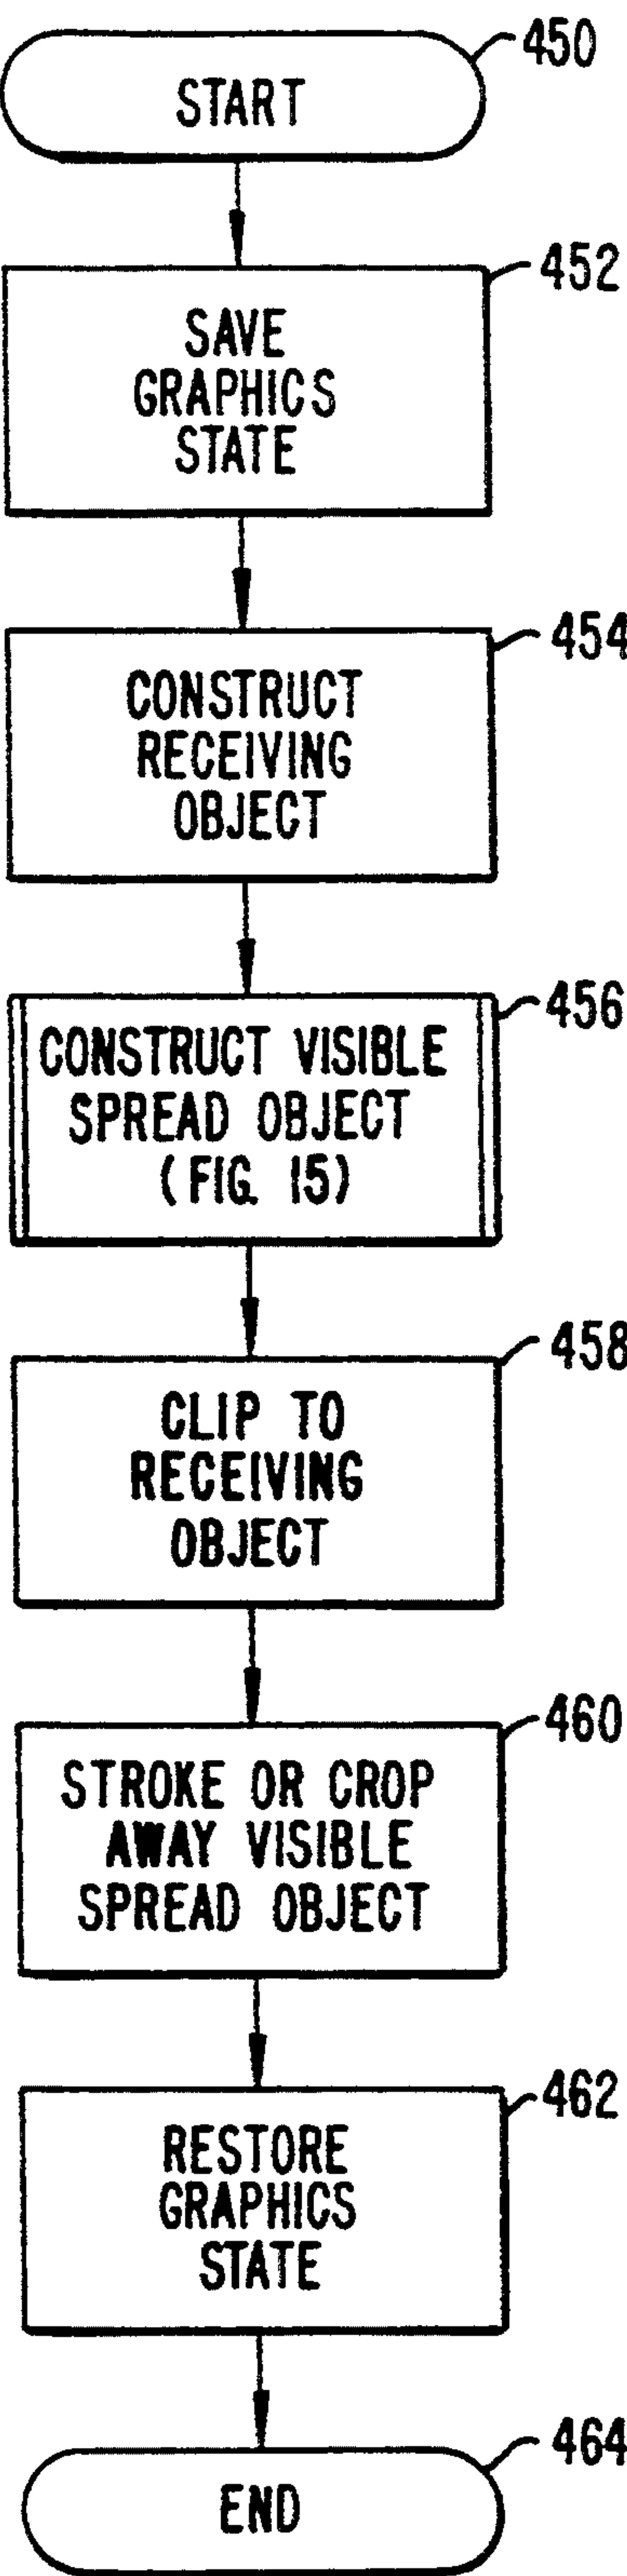 450
START
452
SAVE
GRAPHICS
STATE
454
CONSTRUCT
RECEIVING
OBJECT
456
CONSTRUCT VISIBLE
SPREAD OBJECT
(FIG. 15)
458
CLIP TO
RECEIVING
OBJECT
460
STROKE OR CROP
AWAY VISIBLE
SPREAD OBJECT
462
RESTORE
GRAPHICS
STATE
464
END